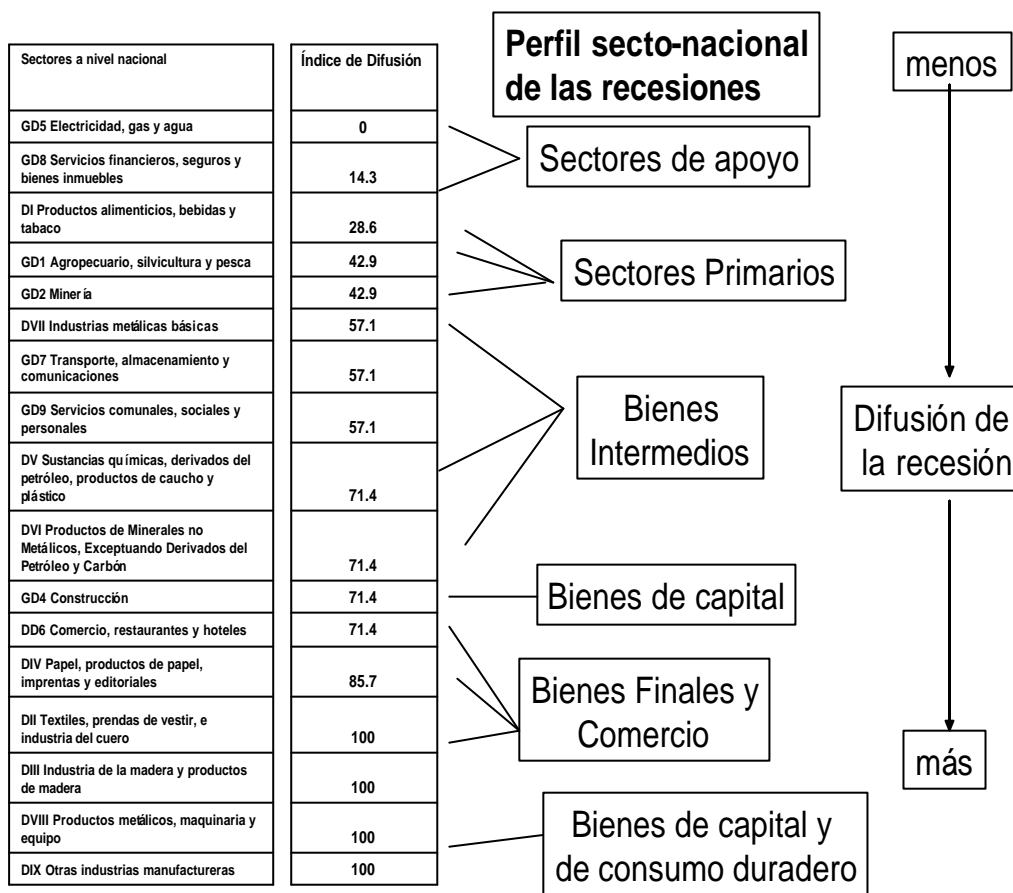 Perfil secto-nacional
de las recesiones
menos
Sectores a nivel nacional
Índice de Difusión
GD5 Electricidad, gas y agua
0
GD8 Servicios financieros, seguros y
bienes inmuebles
14.3
DI Productos alimenticios, bebidas y
tabaco
28.6
GD1 Agropecuario, silvicultura y pesca
42.9
GD2 Minería
42.9
DVII Industrias metálicas básicas
57.1
GD7 Transporte, almacenamiento y
comunicaciones
57.1
GD9 Servicios comunales, sociales y
personales
57.1
DV Sustancias químicas, derivados del
petróleo, productos de caucho y
plástico
71.4
DVI Productos de Minerales no
Metálicos, Exceptuando Derivados del
Petróleo y Carbón
71.4
GD4 Construcción
71.4
DD6 Comercio, restaurantes y hoteles
71.4
DIV Papel, productos de papel,
imprentas y editoriales
85.7
DII Textiles, prendas de vestir, e
industria del cuero
100
DIII Industria de la madera y productos
de madera
100
DVIII Productos metálicos, maquinaria y
equipo
100
DIX Otras industrias manufactureras
100
Sectores de apoyo
Sectores Primarios
Bienes
Intermedios
Bienes de capital
Bienes Finales y
Comercio
Bienes de capital y
de consumo duradero
Difusión de
la recesión
más